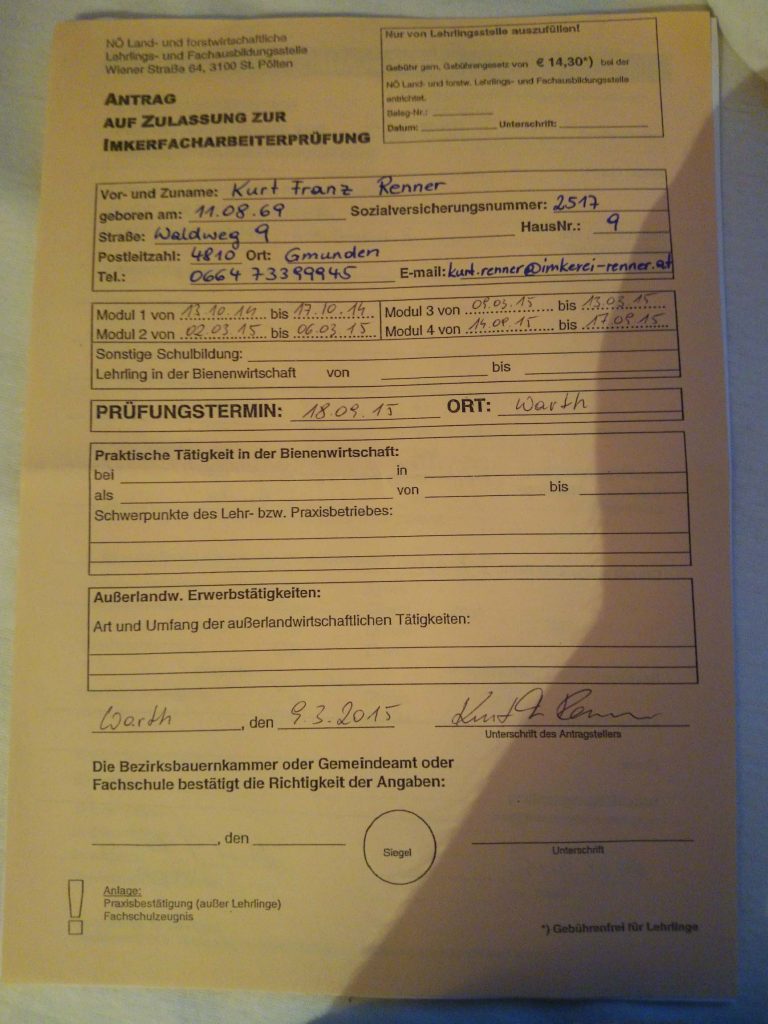 NÖ Land- und forstwirtschaftliche
Lehrlings- und Fachausbildungsstelle
Wiener Straße 64, 3100 St. Pölten
ANTRAG
AUF ZULASSUNG ZUR
IMKERFACHARBEITERPRÜFUNG
Nur von Lehrlingsstelle auszufüllen!
Gebühr gem. Gebührengesetz von € 14,30*) bei der
NÖ Land- und forstw. Lehrlings- und Fachausbildungsstelle
entrichtet.
Beleg-Nr.:
Datum: Unterschrift:
Vor- und Zuname: Kurt Franz Renner
geboren am: 11.08.69 Sozialversicherungsnummer: 2517
Straße: Waldweg 9 HausNr.: 9
Postleitzahl: 4810 Ort: Gmunden
Tel.: 0664 73399945 E-mail: kurt.renner@imkerei-renner.at
Modul 1 von 13.10.14 bis 17.10.14 Modul 3 von 09.03.15 bis 13.03.15
Modul 2 von 02.03.15 bis 06.03.15 Modul 4 von 14.09.15 bis 17.09.15
Sonstige Schulbildung:
Lehrling in der Bienenwirtschaft von bis
PRÜFUNGSTERMIN: 18.09.15 ORT: Warth
Praktische Tätigkeit in der Bienenwirtschaft:
bei in
als von bis
Schwerpunkte des Lehr- bzw. Praxisbetriebes:
Außerlandw. Erwerbstätigkeiten:
Art und Umfang der außerlandwirtschaftlichen Tätigkeiten:
Warth, den 9.3.2015 Kurt Fr Renner
Unterschrift des Antragstellers
Die Bezirksbauernkammer oder Gemeindeamt oder
Fachschule bestätigt die Richtigkeit der Angaben:
, den
Siegel
Unterschrift
! Anlage:
Praxisbestätigung (außer Lehrlinge)
Fachschulzeugnis
*) Gebührenfrei für Lehrlinge